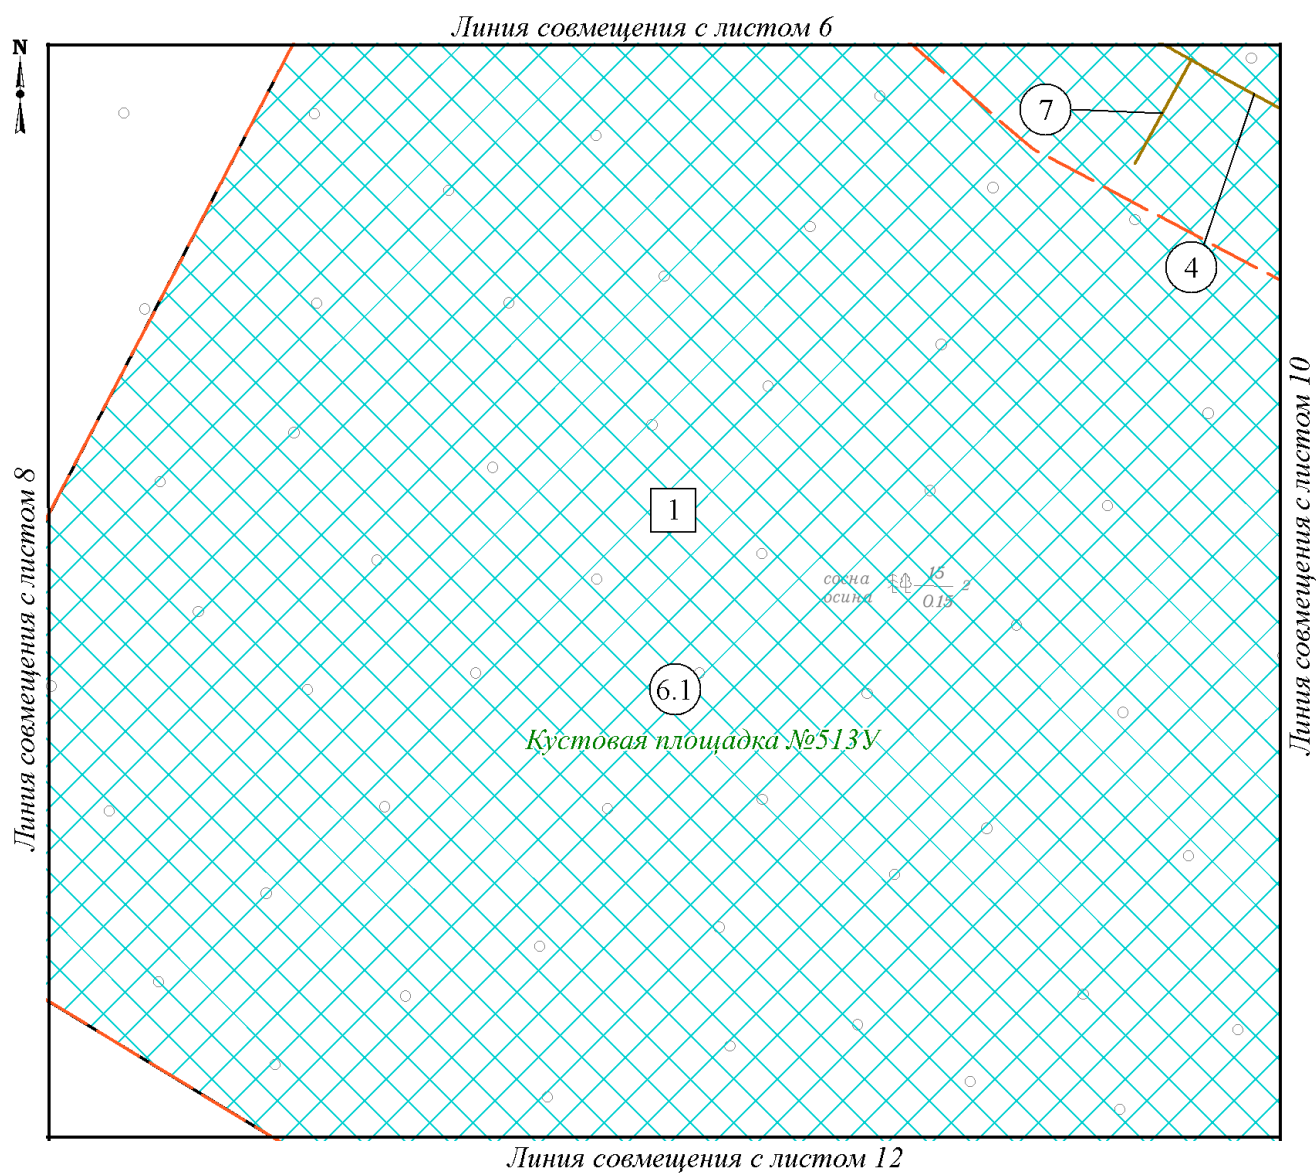 Линия совмещения с листом 6
N
7
4
Линия совмещения с листом 8
Линия совмещения с листом 10
1
сосна
осина
15
0.15
2
6.1
Кустовая площадка №513У
Линия совмещения с листом 12